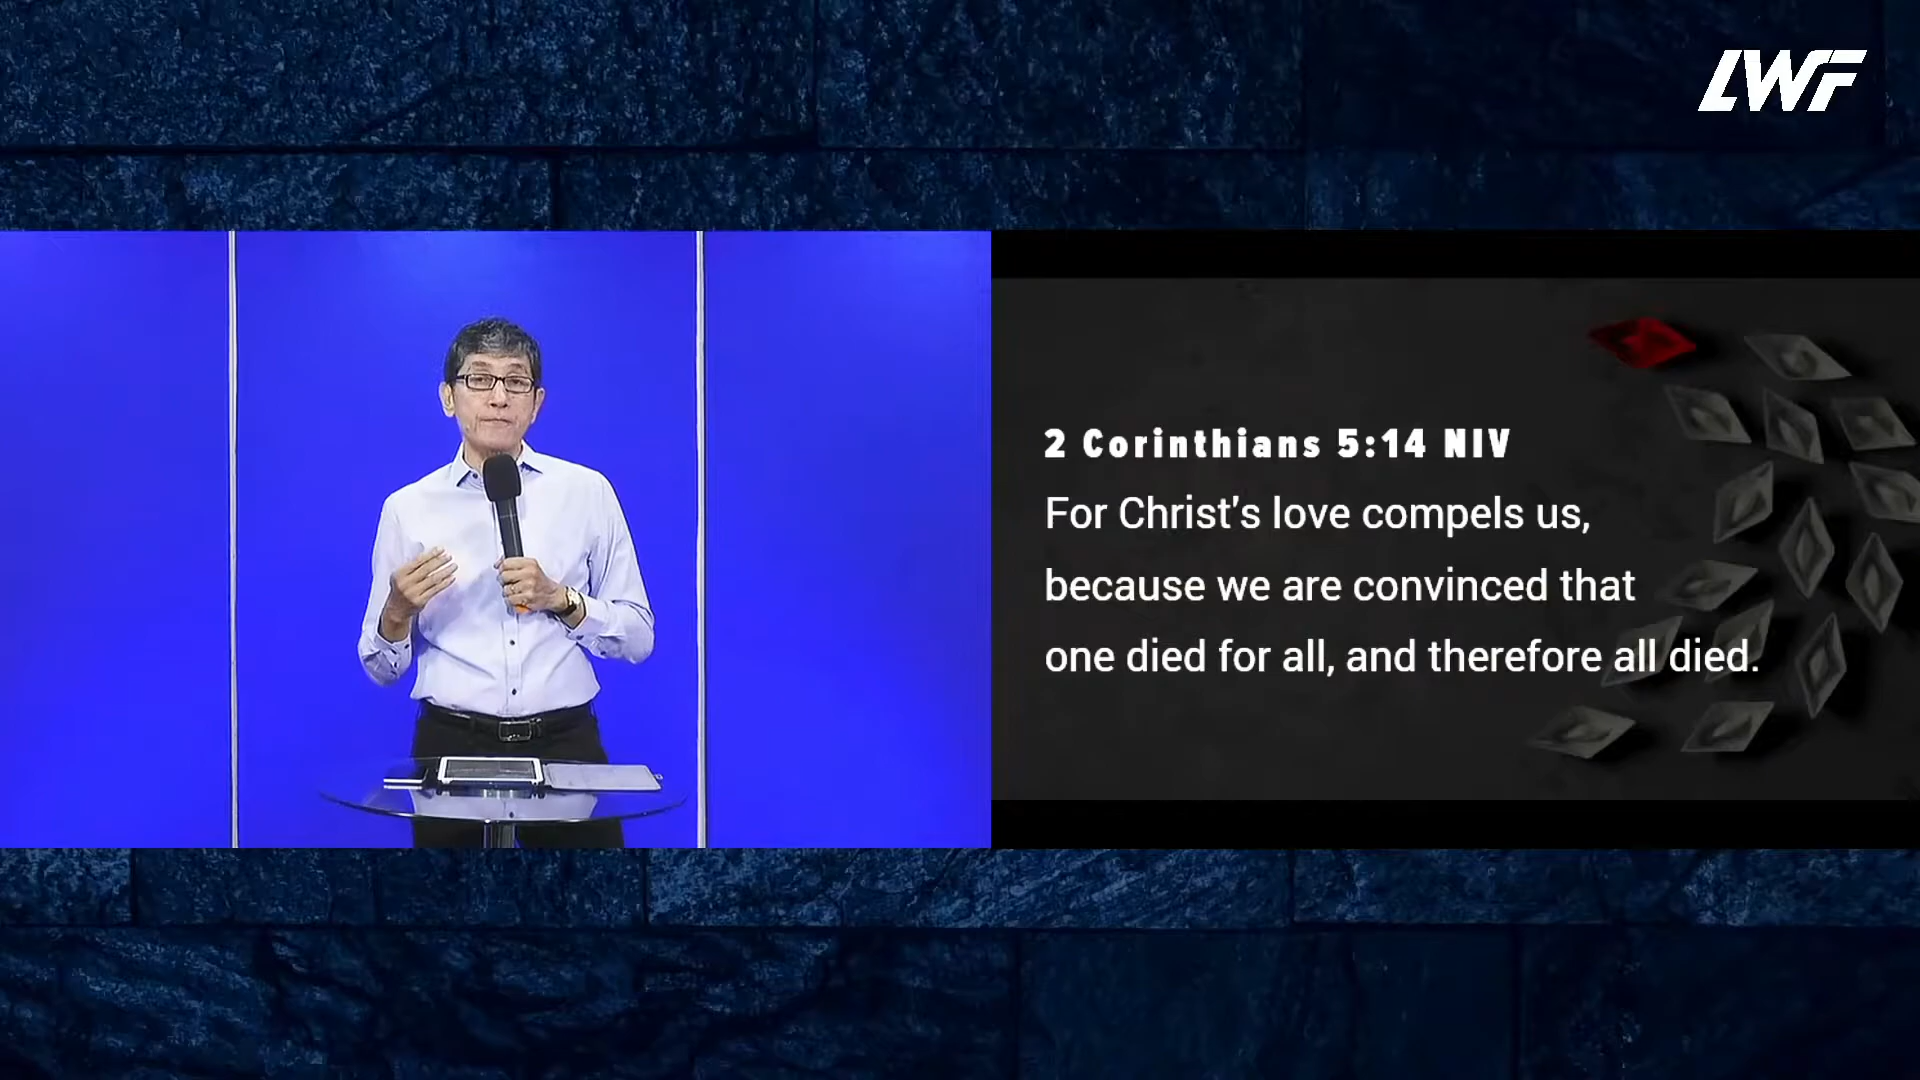 LWF
2 Corinthians 5:14 NIV
For Christ's love compels us,
because we are convinced that
one died for all, and therefore all died.